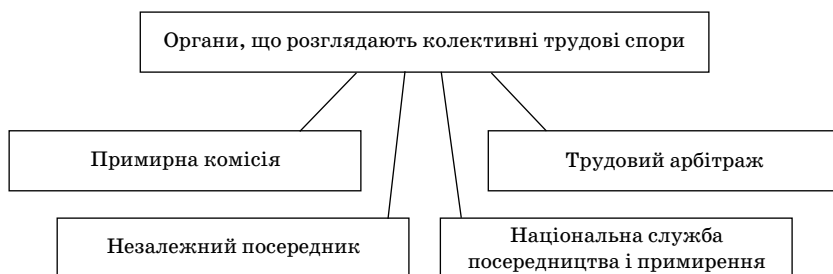 Органи, що розглядають колективні трудові спори
Примирна комісія
Трудовий арбітраж
Незалежний посередник
Національна служба
посередництва і примирення